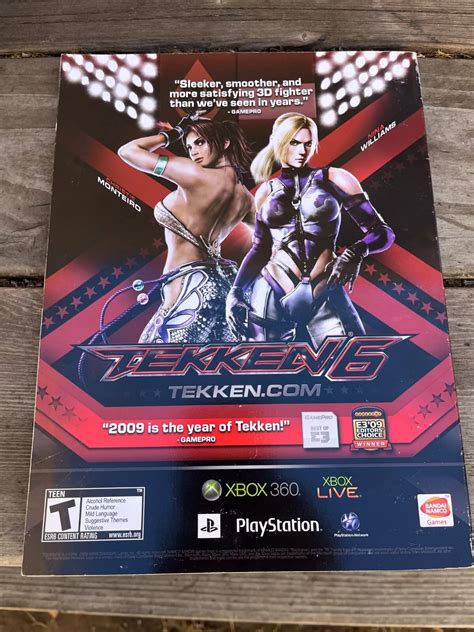 “Sleeker, smoother, and
more satisfying 3D fighter
than we've seen in years.”
- GAMEPRO
NINA
WILLIAMS
MONTEIRO
TEKKEN 6
TEKKEN.COM
“2009 is the year of Tekken!”
- GAMEPRO
GamePro
BEST OF
E3
E3'09
EDITORS
CHOICE
WINNER
TEEN
T
Alcohol Reference
Crude Humor
Mild Language
Suggestive Themes
Violence
ESRB CONTENT RATING www.esrb.org
XBOX 360.
XBOX
LIVE
PlayStation
PlayStation Network
BANDAI
NAMCO
Games